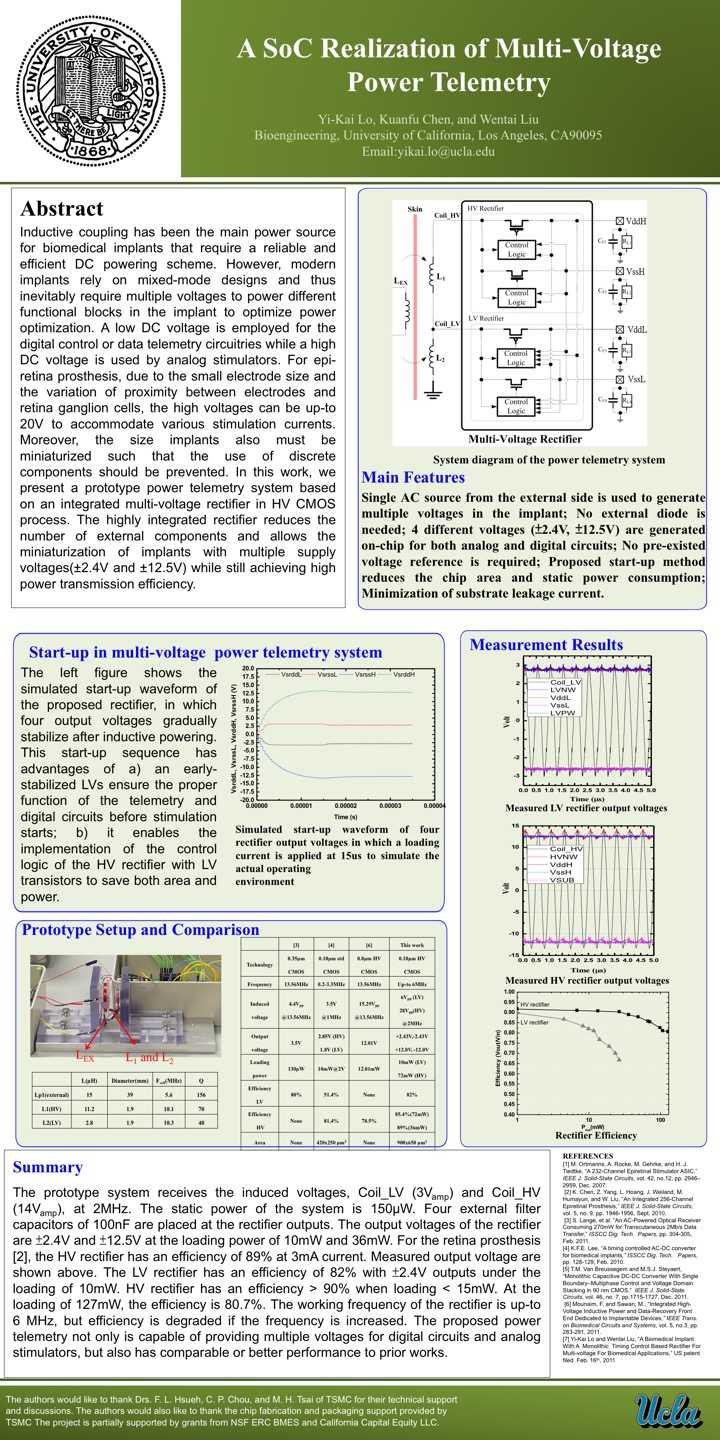 THE UNIVERSITY OF CALIFORNIA
LET THERE BE LIGHT
1868
A SoC Realization of Multi-Voltage
Power Telemetry
Yi-Kai Lo, Kuanfu Chen, and Wentai Liu
Bioengineering, University of California, Los Angeles, CA90095
Email:yikai.lo@ucla.edu
Abstract
Inductive coupling has been the main power source
for biomedical implants that require a reliable and
efficient DC powering scheme. However, modern
implants rely on mixed-mode designs and thus
inevitably require multiple voltages to power different
functional blocks in the implant to optimize power
optimization. A low DC voltage is employed for the
digital control or data telemetry circuitries while a high
DC voltage is used by analog stimulators. For epi-
retina prosthesis, due to the small electrode size and
the variation of proximity between electrodes and
retina ganglion cells, the high voltages can be up-to
20V to accommodate various stimulation currents.
Moreover, the size implants also must be
miniaturized such that the use of discrete
components should be prevented. In this work, we
present a prototype power telemetry system based
on an integrated multi-voltage rectifier in HV CMOS
process. The highly integrated rectifier reduces the
number of external components and allows the
miniaturization of implants with multiple supply
voltages(±2.4V and ±12.5V) while still achieving high
power transmission efficiency.
Skin
Coil_HV
HV Rectifier
VddH
Control
Logic
VssH
L1
LEX
Control
Logic
Coil_LV
LV Rectifier
VddL
Control
Logic
L2
VssL
Control
Logic
Multi-Voltage Rectifier
System diagram of the power telemetry system
Main Features
Single AC source from the external side is used to generate
multiple voltages in the implant; No external diode is
needed; 4 different voltages (±2.4V, ±12.5V) are generated
on-chip for both analog and digital circuits; No pre-existed
voltage reference is required; Proposed start-up method
reduces the chip area and static power consumption;
Minimization of substrate leakage current.
Start-up in multi-voltage power telemetry system
The left figure shows the
simulated start-up waveform of
the proposed rectifier, in which
four output voltages gradually
stabilize after inductive powering.
This start-up sequence has
advantages of a) an early-
stabilized LVs ensure the proper
function of the telemetry and
digital circuits before stimulation
starts; b) it enables the
implementation of the control
logic of the HV rectifier with LV
transistors to save both area and
power.
VsrddL VsrssL VsrssH VsrddH
VsrddL, VsrssL, VsrddH, VsrssH (V)
20.0
17.5
15.0
12.5
10.0
7.5
5.0
2.5
0.0
-2.5
-5.0
-7.5
-10.0
-12.5
-15.0
-17.5
-20.0
0.00000 0.00001 0.00002 0.00003 0.00004
Time (s)
Simulated start-up waveform of four
rectifier output voltages in which a loading
current is applied at 15us to simulate the
actual operating
environment
Measurement Results
Coil_LV
LVNW
VddL
VssL
LVPW
Volt
3
2
1
0
-1
-2
-3
0.0 0.5 1.0 1.5 2.0 2.5 3.0 3.5 4.0 4.5 5.0
Time (µs)
Measured LV rectifier output voltages
Coil_HV
HVNW
VddH
VssH
VSUB
Volt
15
10
5
0
-5
-10
-15
0.0 0.5 1.0 1.5 2.0 2.5 3.0 3.5 4.0 4.5 5.0
Time (µs)
Measured HV rectifier output voltages
HV rectifier
LV rectifier
Efficiency (Vout/Vin)
1.00
0.95
0.90
0.85
0.80
0.75
0.70
0.65
0.60
0.55
0.50
0.45
0.40
1 10 100
Pout(mW)
Rectifier Efficiency
Prototype Setup and Comparison
LEX
L1 and L2
L(µH) Diameter(mm) Fself(MHz) Q
Lp1(external) 15 39 5.6 156
L1(HV) 11.2 1.9 10.1 70
L2(LV) 2.8 1.9 10.3 40
[3] [4] [6] This work
Technology 0.35µm CMOS 0.18µm std CMOS 0.8µm HV CMOS 0.18µm HV CMOS
Frequency 13.56MHz 0.2-3.3MHz 13.56MHz Up-to 6MHz
Induced voltage 4.4Vpp @13.56MHz 3.5V @1MHz 15.29Vpp @13.56MHz 6Vpp (LV) 28Vpp(HV) @2MHz
Output voltage 3.5V 2.85V (HV) 1.8V (LV) 12.01V +2.43V,-2.43V +12.0V, -12.0V
Loading power 130µW 10mW@2V 12.01mW 10mW (LV) 72mW (HV)
Efficiency LV 80% 51.4% None 82%
Efficiency HV None 81.4% 78.5% 85.4%(72mW) 89%(36mW)
Area None 420x250 µm² None 900x650 µm²
Summary
The prototype system receives the induced voltages, Coil_LV (3Vamp) and Coil_HV
(14Vamp), at 2MHz. The static power of the system is 150µW. Four external filter
capacitors of 100nF are placed at the rectifier outputs. The output voltages of the rectifier
are ±2.4V and ±12.5V at the loading power of 10mW and 36mW. For the retina prosthesis
[2], the HV rectifier has an efficiency of 89% at 3mA current. Measured output voltage are
shown above. The LV rectifier has an efficiency of 82% with ±2.4V outputs under the
loading of 10mW. HV rectifier has an efficiency > 90% when loading < 15mW. At the
loading of 127mW, the efficiency is 80.7%. The working frequency of the rectifier is up-to
6 MHz, but efficiency is degraded if the frequency is increased. The proposed power
telemetry not only is capable of providing multiple voltages for digital circuits and analog
stimulators, but also has comparable or better performance to prior works.
REFERENCES
[1] M. Ortmanns, A. Rocke, M. Gehrke, and H. J.
Tiedtke, "A 232-Channel Epiretinal Stimulator ASIC,"
IEEE J. Solid-State Circuits, vol. 42, no.12, pp. 2946–
2959, Dec. 2007.
[2] K. Chen, Z. Yang, L. Hoang, J. Weiland, M.
Humayun, and W. Liu, "An Integrated 256-Channel
Epiretinal Prosthesis," IEEE J. Solid-State Circuits,
vol. 5, no. 9, pp. 1946-1956, Sept. 2010.
[3] S. Lange, et al. "An AC-Powered Optical Receiver
Consuming 270mW for Transcutaneous 2Mb/s Data
Transfer," ISSCC Dig. Tech. Papers, pp. 304-305,
Feb. 2011.
[4] K.F.E. Lee, "A timing controlled AC-DC converter
for biomedical implants," ISSCC Dig. Tech. Papers,
pp. 128-129, Feb. 2010.
[5] T.M. Van Breussegem and M.S.J. Steyaert,
"Monolithic Capacitive DC-DC Converter With Single
Boundary–Multiphase Control and Voltage Domain
Stacking in 90 nm CMOS," IEEE J. Solid-State
Circuits, vol. 46, no. 7, pp.1715-1727, Dec. 2011.
[6] Mounaim, F. and Sawan, M., "Integrated High-
Voltage Inductive Power and Data-Recovery Front
End Dedicated to Implantable Devices," IEEE Trans.
on Biomedical Circuits and Systems, vol. 5, no.3, pp.
283-291, 2011.
[7] Yi-Kai Lo and Wentai Liu, "A Biomedical Implant
With A Monolithic Timing Control Based Rectifier For
Multi-voltage For Biomedical Applications," US patent
filed Feb. 16th, 2011
The authors would like to thank Drs. F. L. Hsueh, C. P. Chou, and M. H. Tsai of TSMC for their technical support
and discussions. The authors would also like to thank the chip fabrication and packaging support provided by
TSMC The project is partially supported by grants from NSF ERC BMES and California Capital Equity LLC.
Ucla